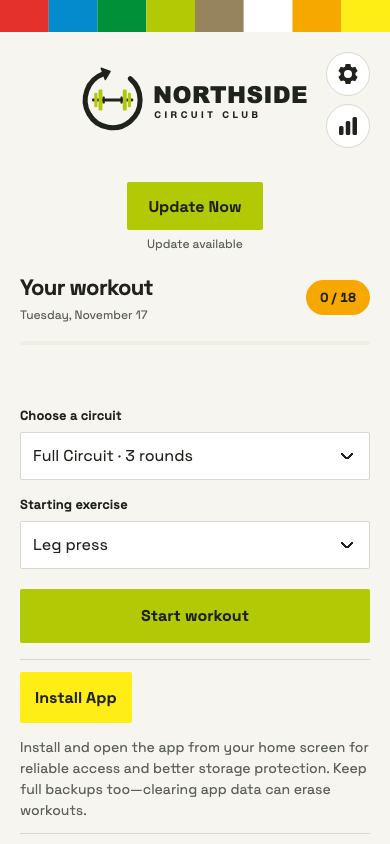 NORTHSIDE
CIRCUIT CLUB
Update Now
Update available
Your workout
0 / 18
Tuesday, November 17
Choose a circuit
Full Circuit · 3 rounds
Starting exercise
Leg press
Start workout
Install App
Install and open the app from your home screen for
reliable access and better storage protection. Keep
full backups too—clearing app data can erase
workouts.